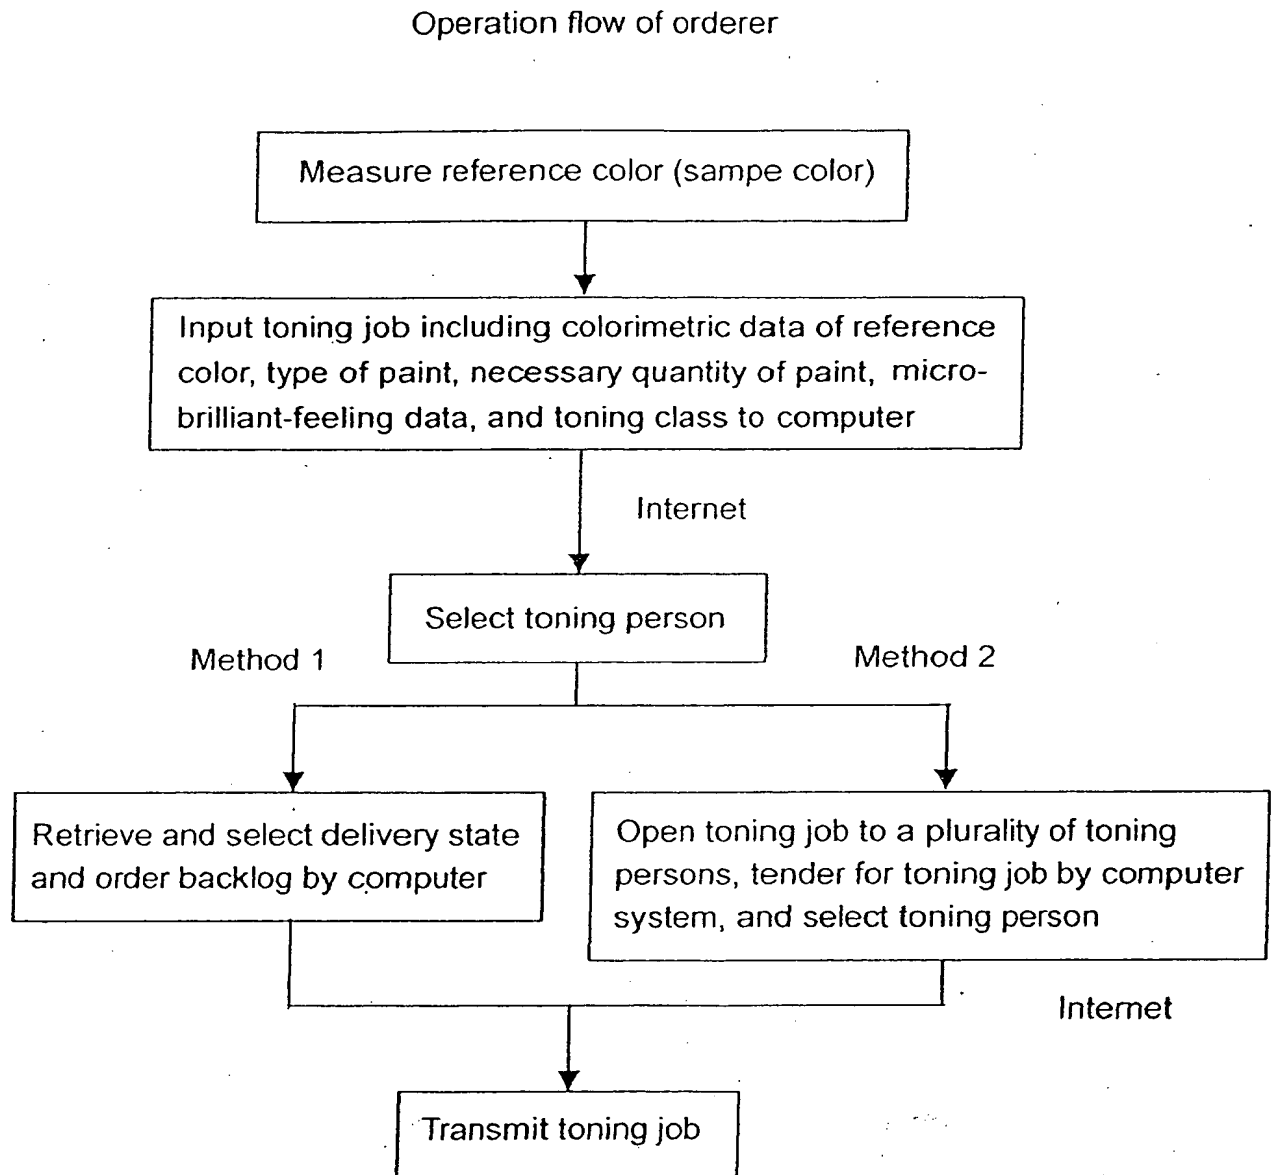 Operation flow of orderer
Measure reference color (sampe color)
Input toning job including colorimetric data of reference
color, type of paint, necessary quantity of paint, micro-
brilliant-feeling data, and toning class to computer
Internet
Select toning person
Method 1
Method 2
Retrieve and select delivery state
and order backlog by computer
Open toning job to a plurality of toning
persons, tender for toning job by computer
system, and select toning person
Internet
Transmit toning job